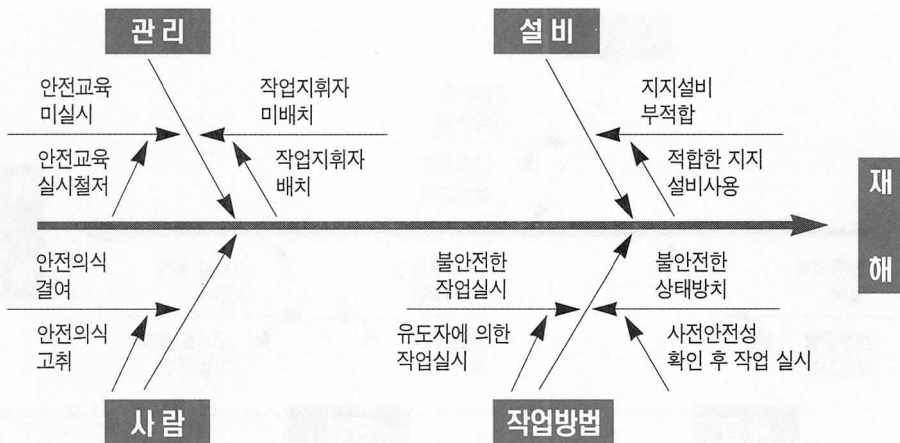 관리
설비
안전교육
미실시
작업지휘자
미배치
지지설비
부적합
안전교육
실시철저
작업지휘자
배치
적합한 지지
설비사용
재
해
안전의식
결여
불안전한
작업실시
불안전한
상태방치
안전의식
고취
유도자에 의한
작업실시
사전안전성
확인 후 작업 실시
사람
작업방법